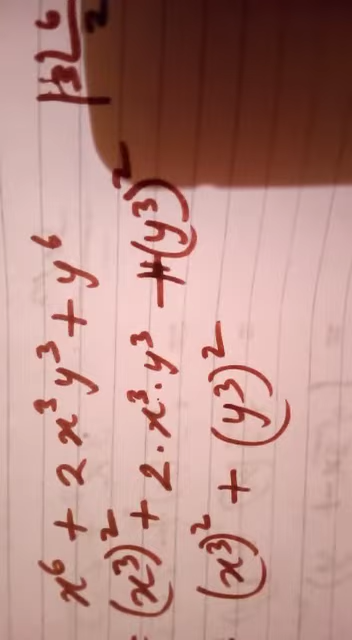 x⁶ + 2x³y³ + y⁶
= (x³)² + 2·x³·y³ + (y³)²
(x³)² + (y³)²